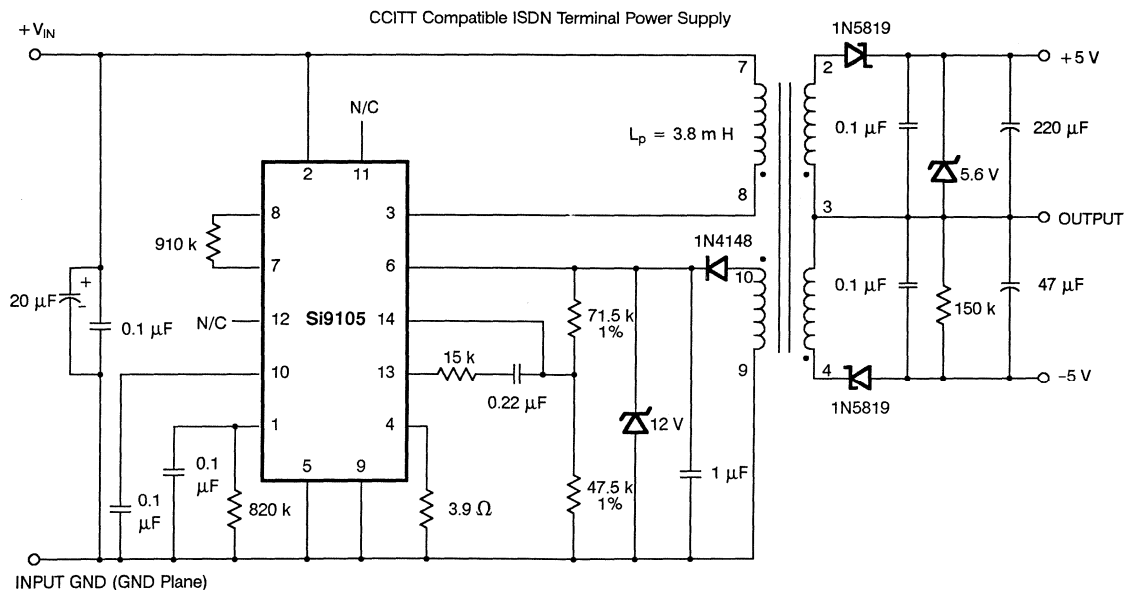 CCITT Compatible ISDN Terminal Power Supply
+VIN
1N5819
7
2
+5 V
N/C
Lp = 3.8 m H
0.1 µF
220 µF
2
11
5.6 V
8
8
3
3
OUTPUT
910 k
1N4148
7
6
10
0.1 µF
47 µF
+
20 µF
–
0.1 µF
N/C
12
Si9105
14
71.5 k
1%
150 k
15 k
10
13
9
4
–5 V
0.22 µF
1N5819
1
4
12 V
0.1
µF
5
9
1 µF
0.1
µF
820 k
3.9 Ω
47.5 k
1%
INPUT GND (GND Plane)